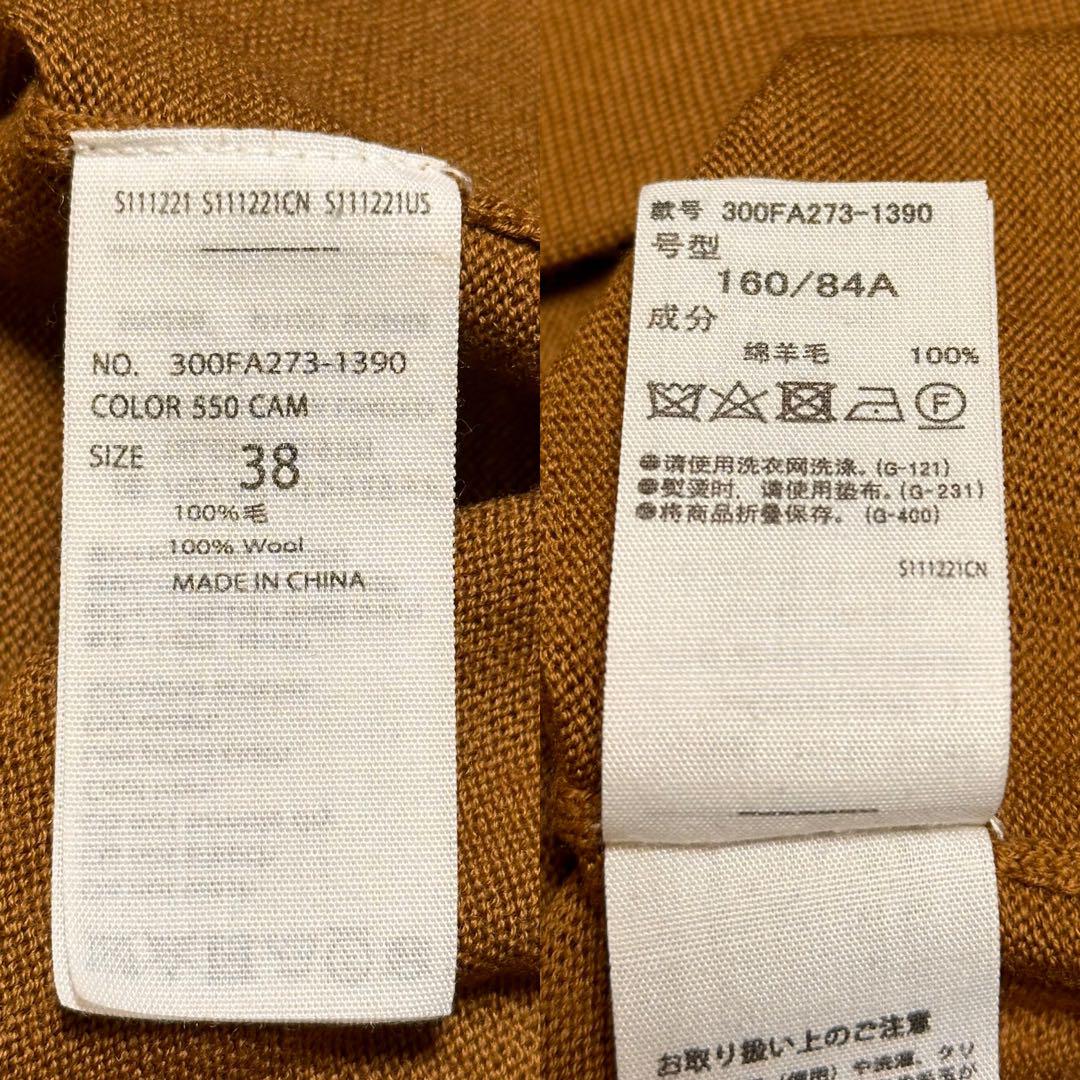 S111221 S111221CN S111221US
NO. 300FA273-1390
COLOR 550 CAM
SIZE 38
100%毛
100% Wool
MADE IN CHINA
款号 300FA273-1390
号型
160/84A
成分
绵羊毛 100%
F
●请使用洗衣网洗涤。(G-121)
●熨烫时，请使用垫布。(G-231)
●将商品折叠保存。(G-400)
S111221CN
お取り扱い上のご注意